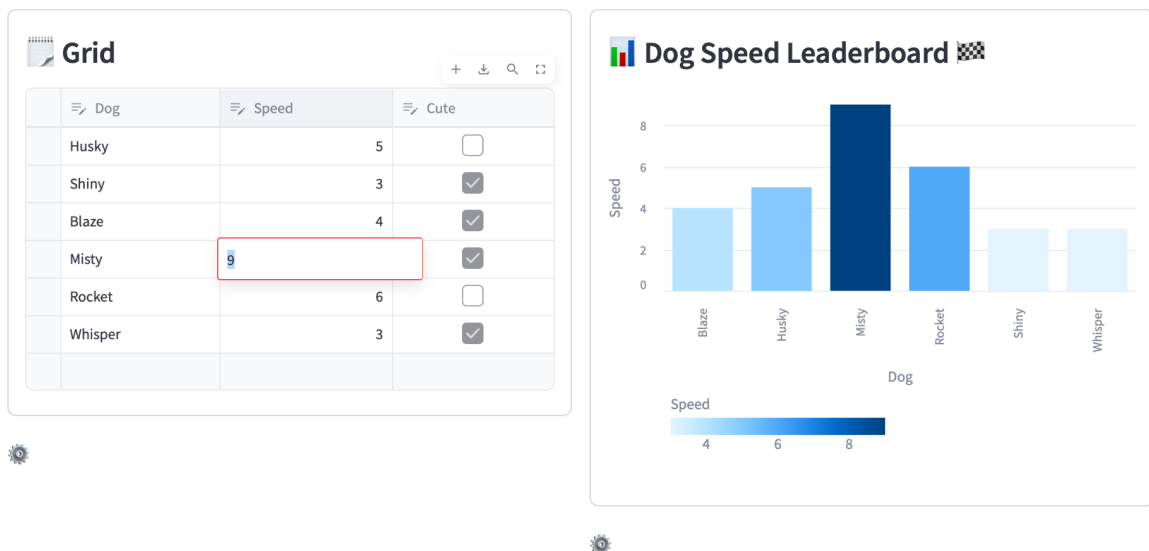 Grid
Dog Speed Cute
Husky 5
Shiny 3
Blaze 4
Misty 9
Rocket 6
Whisper 3
Dog Speed Leaderboard
8
6
4
2
0
Speed
Blaze Husky Misty Rocket Shiny Whisper
Dog
Speed
4 6 8